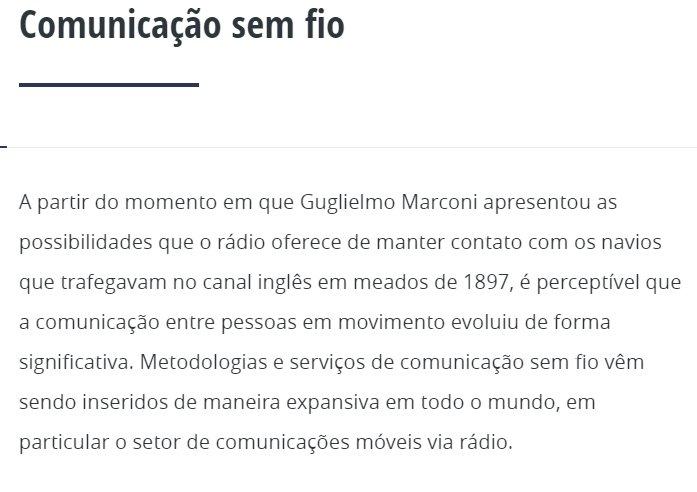 Comunicação sem fio
A partir do momento em que Guglielmo Marconi apresentou as
possibilidades que o rádio oferece de manter contato com os navios
que trafegavam no canal inglês em meados de 1897, é perceptível que
a comunicação entre pessoas em movimento evoluiu de forma
significativa. Metodologias e serviços de comunicação sem fio vêm
sendo inseridos de maneira expansiva em todo o mundo, em
particular o setor de comunicações móveis via rádio.